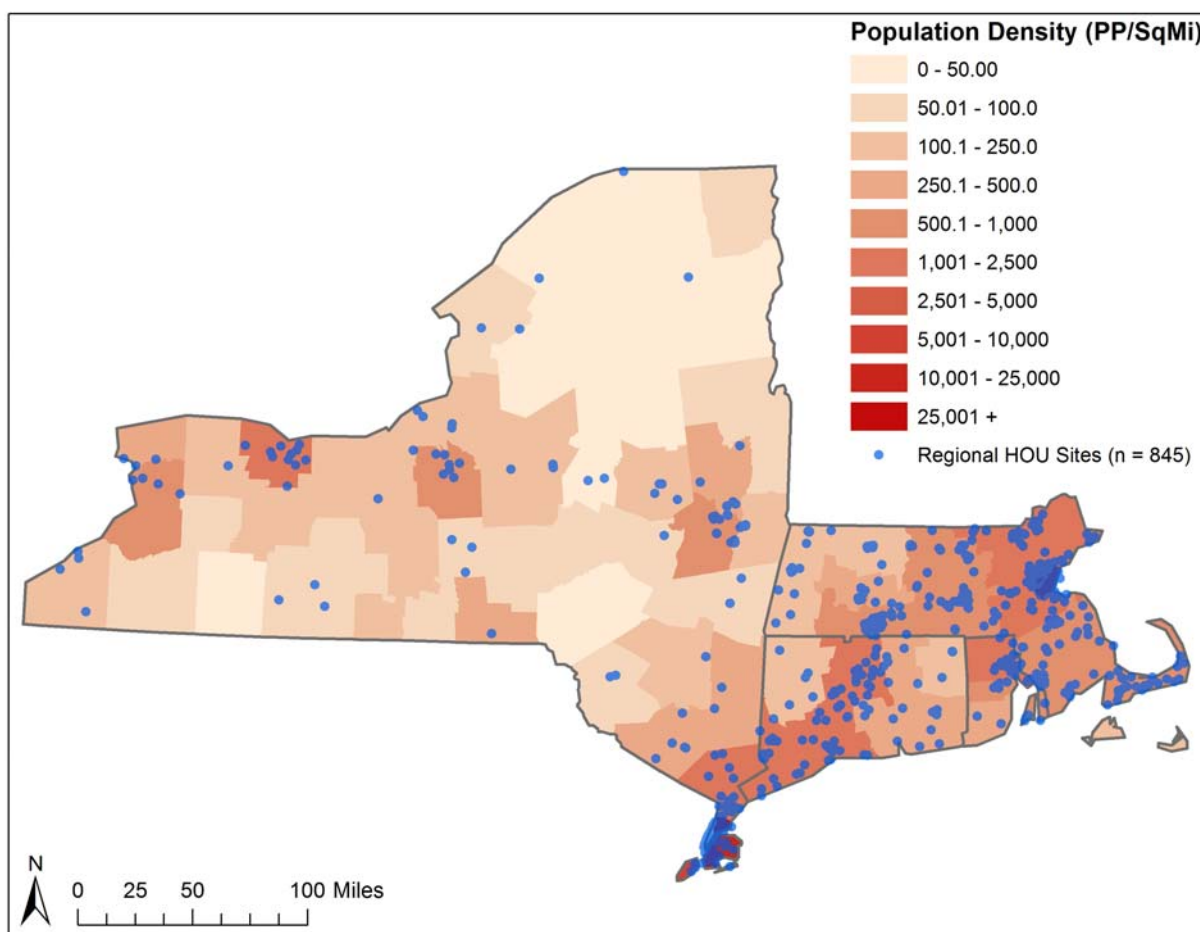 Population Density (PP/SqMi)
0 - 50.00
50.01 - 100.0
100.1 - 250.0
250.1 - 500.0
500.1 - 1,000
1,001 - 2,500
2,501 - 5,000
5,001 - 10,000
10,001 - 25,000
25,001 +
Regional HOU Sites (n = 845)
N
0 25 50 100 Miles